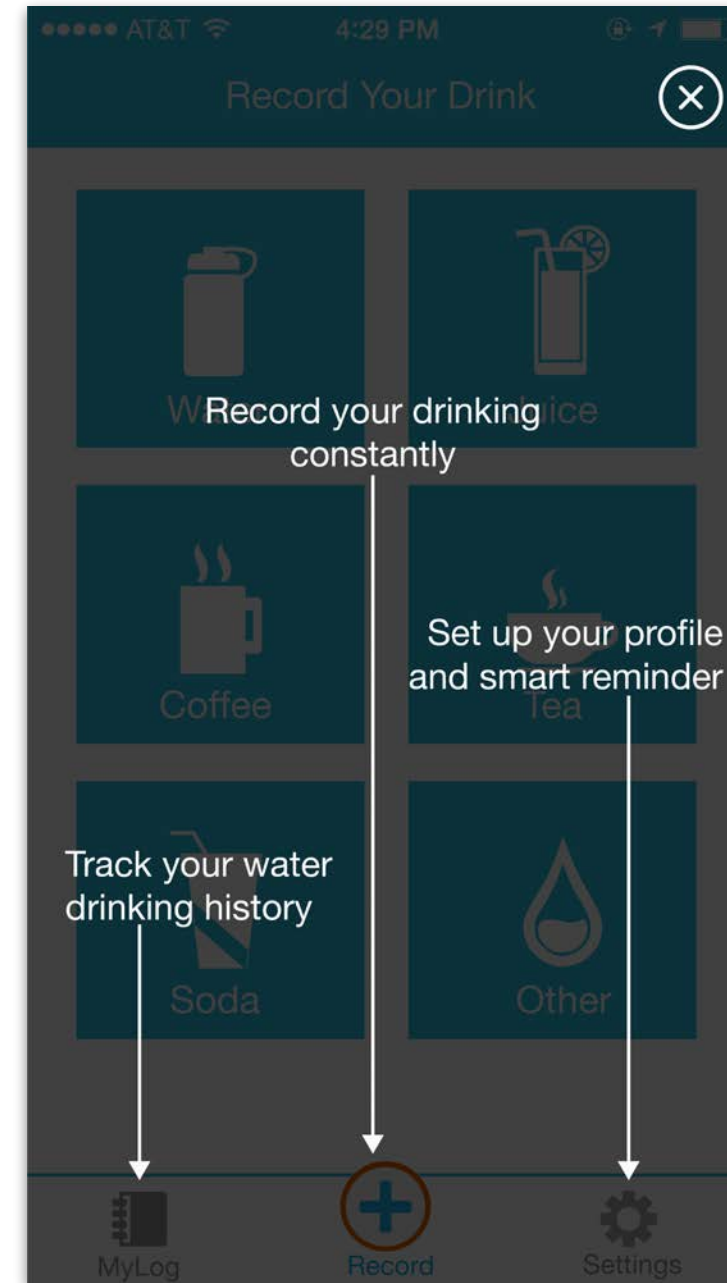 AT&T 4:29 PM
Record Your Drink
Water Juice
Record your drinking
constantly
Set up your profile
and smart reminder
Coffee Tea
Track your water
drinking history
Soda Other
MyLog Record Settings